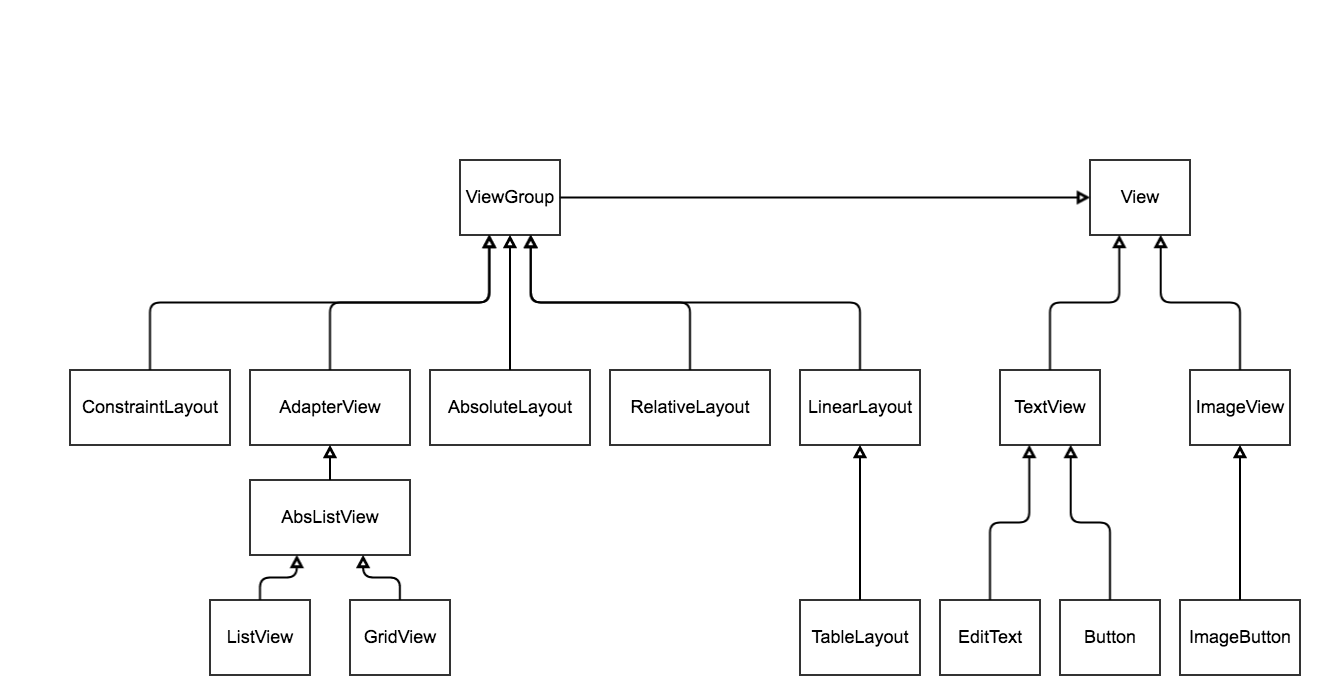 ViewGroup
View
ConstraintLayout
AdapterView
AbsoluteLayout
RelativeLayout
LinearLayout
TextView
ImageView
AbsListView
ListView
GridView
TableLayout
EditText
Button
ImageButton